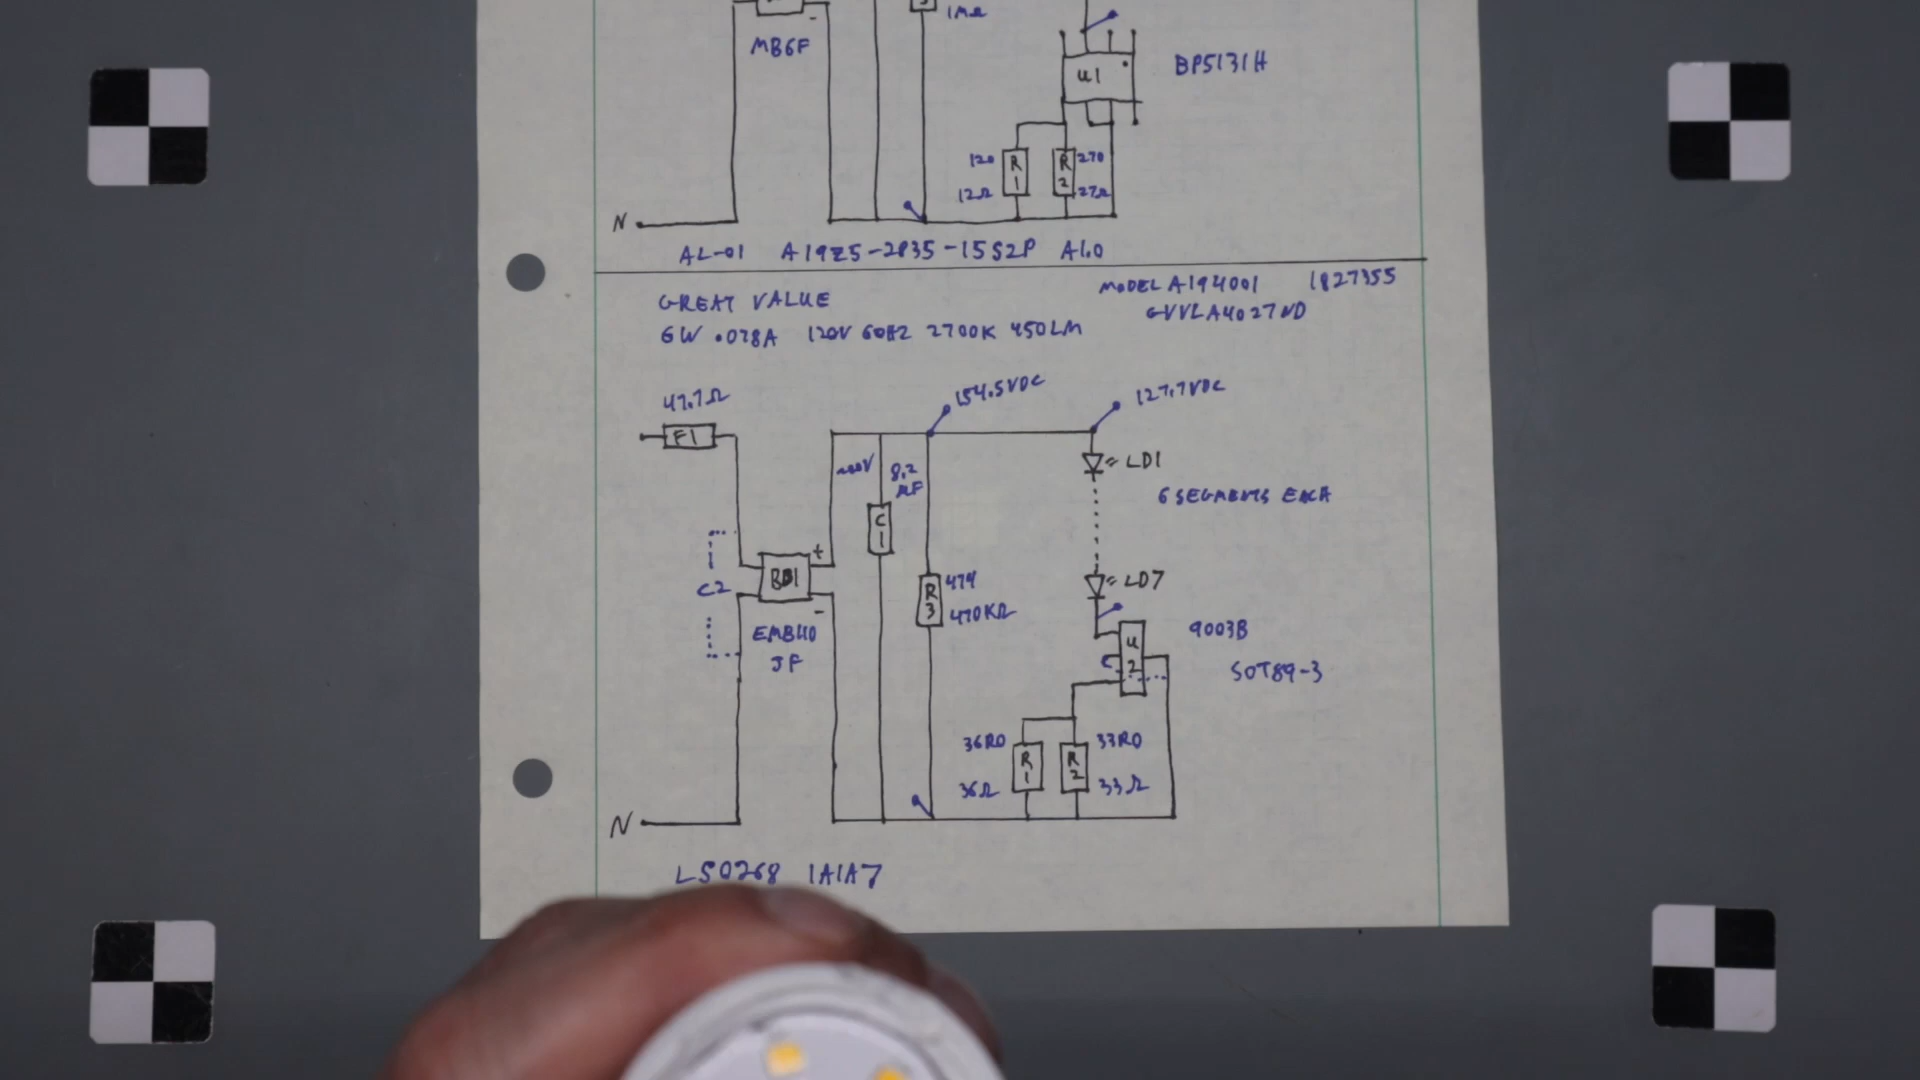 1MΩ
MB6F
-
U1
BP5131H
120
R1
270
R2
12Ω
27Ω
N
AL-01 A19Z5-2835-15S2P A1.0
GREAT VALUE
MODEL A194001 1827355
GVVLA4027ND
6W .078A 120V 60HZ 2700K 450LM
47.7Ω
F1
154.5VDC
127.7VDC
8.2
µF
LD1
6 SEGMENTS EACH
C1
+
BD1
C2
-
LD7
R3
474
470KΩ
EMB40
JF
U2
9003B
SOT89-3
36R0
R1
33R0
R2
36Ω
33Ω
N
LS0268 1A1A7